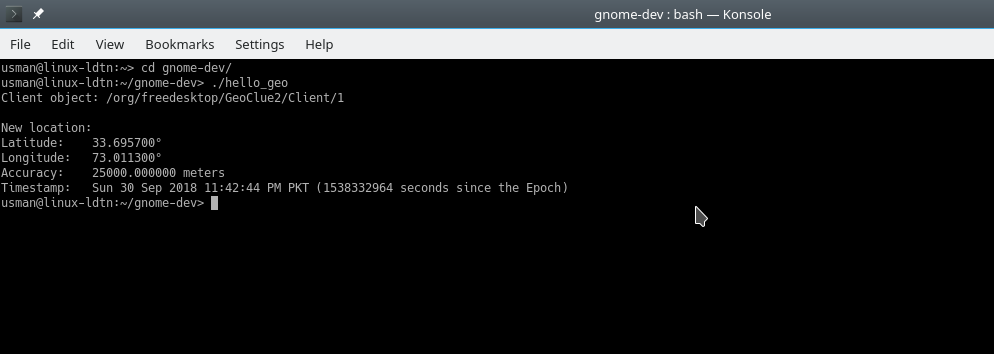 gnome-dev : bash — Konsole
File Edit View Bookmarks Settings Help
usman@linux-ldtn:~> cd gnome-dev/
usman@linux-ldtn:~/gnome-dev> ./hello_geo
Client object: /org/freedesktop/GeoClue2/Client/1
New location:
Latitude: 33.695700°
Longitude: 73.011300°
Accuracy: 25000.000000 meters
Timestamp: Sun 30 Sep 2018 11:42:44 PM PKT (1538332964 seconds since the Epoch)
usman@linux-ldtn:~/gnome-dev>